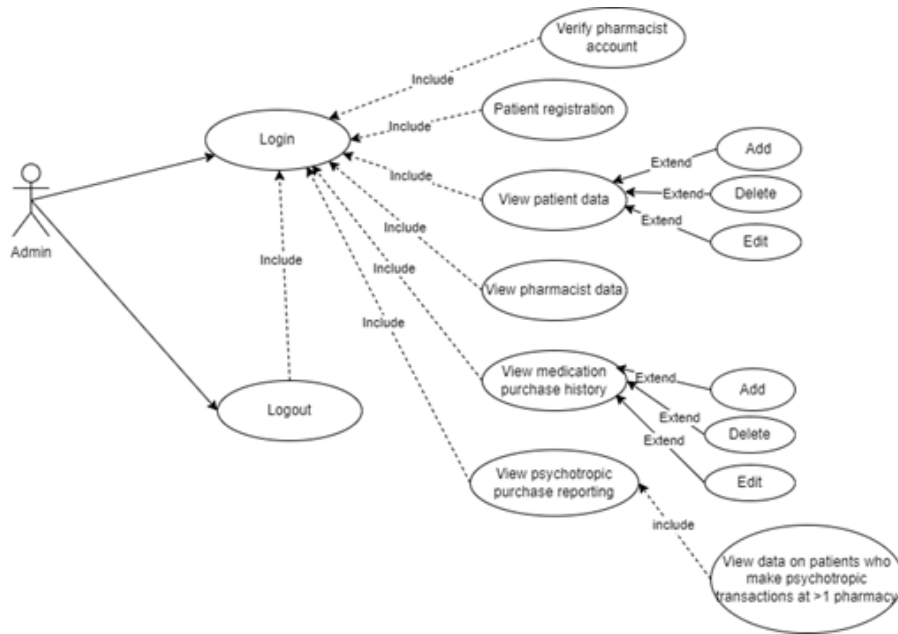 Verify pharmacist
account
Include
Patient registration
Include
Login
Add
Extend
Include
View patient data
Extend
Delete
Extend
Edit
Admin
Include
Include
Include
View pharmacist data
Include
View medication
purchase history
Extend
Add
Extend
Delete
Extend
Edit
Logout
View psychotropic
purchase reporting
include
View data on patients who
make psychotropic
transactions at >1 pharmacy